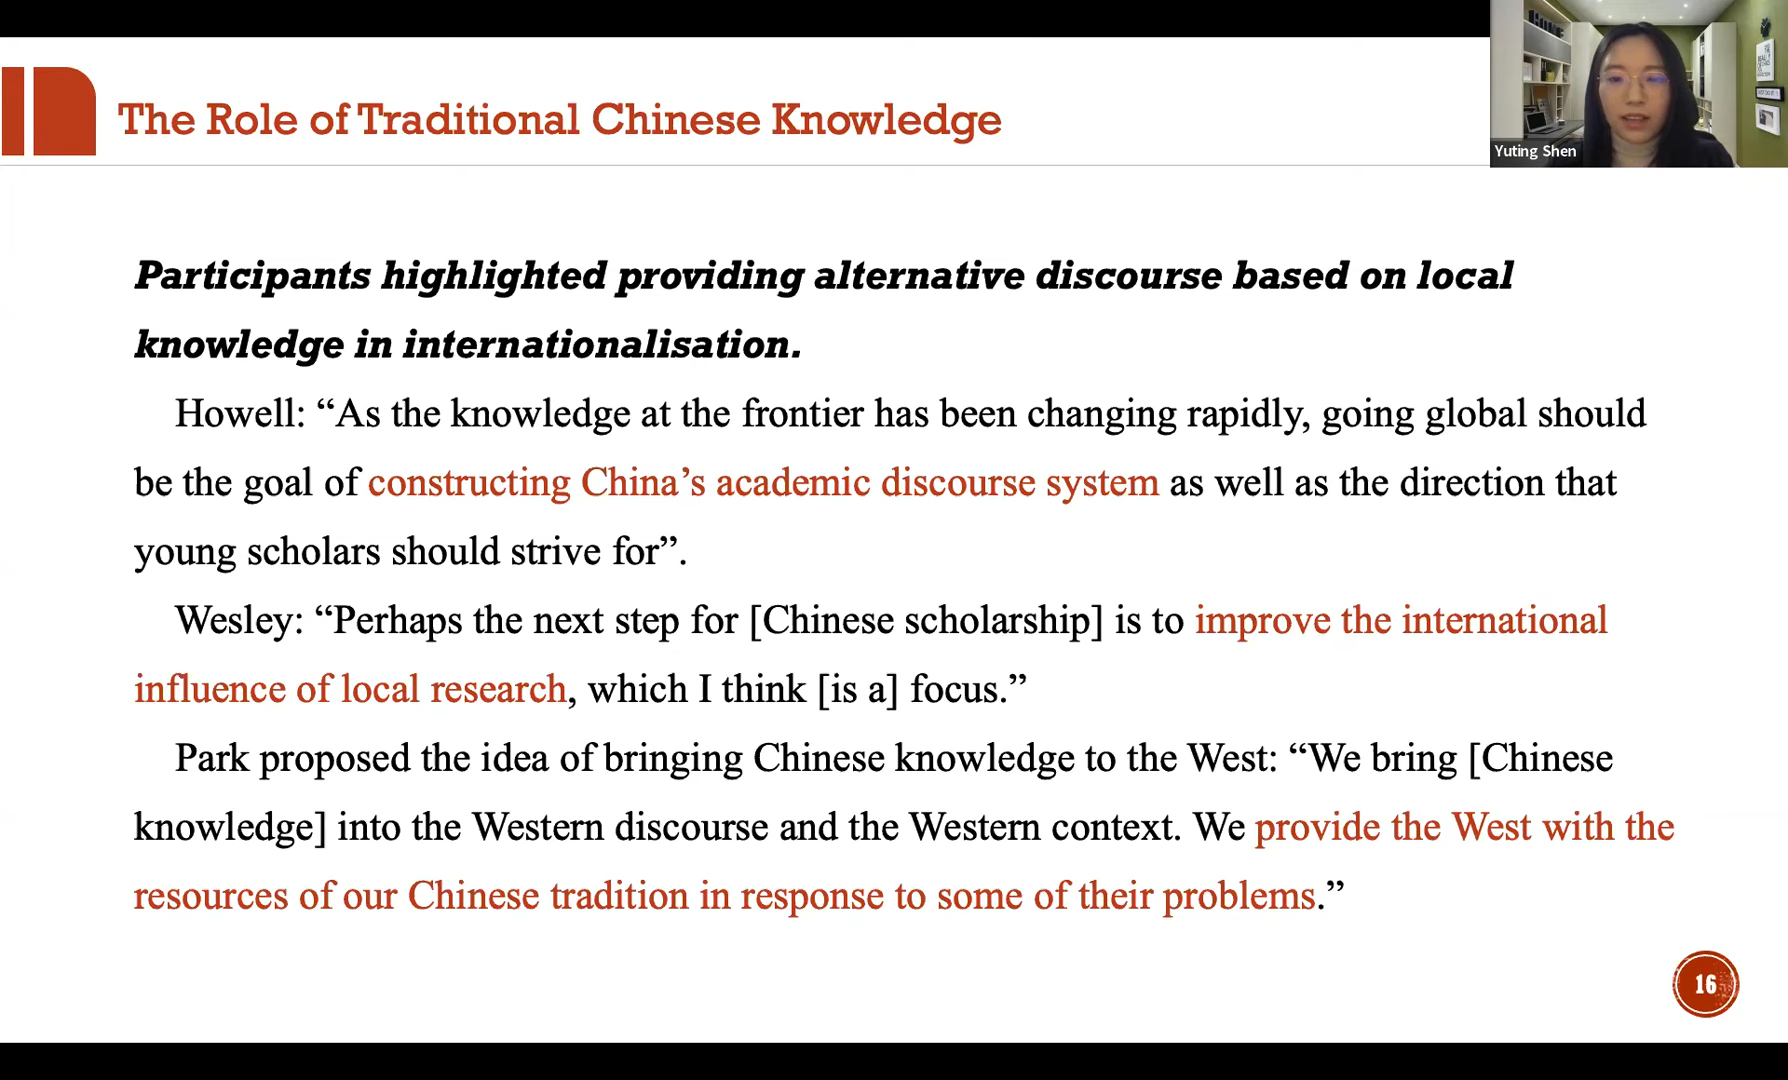 The Role of Traditional Chinese Knowledge
Yuting Shen
Participants highlighted providing alternative discourse based on local
knowledge in internationalisation.
Howell: “As the knowledge at the frontier has been changing rapidly, going global should
be the goal of constructing China’s academic discourse system as well as the direction that
young scholars should strive for”.
Wesley: “Perhaps the next step for [Chinese scholarship] is to improve the international
influence of local research, which I think [is a] focus.”
Park proposed the idea of bringing Chinese knowledge to the West: “We bring [Chinese
knowledge] into the Western discourse and the Western context. We provide the West with the
resources of our Chinese tradition in response to some of their problems.”
16